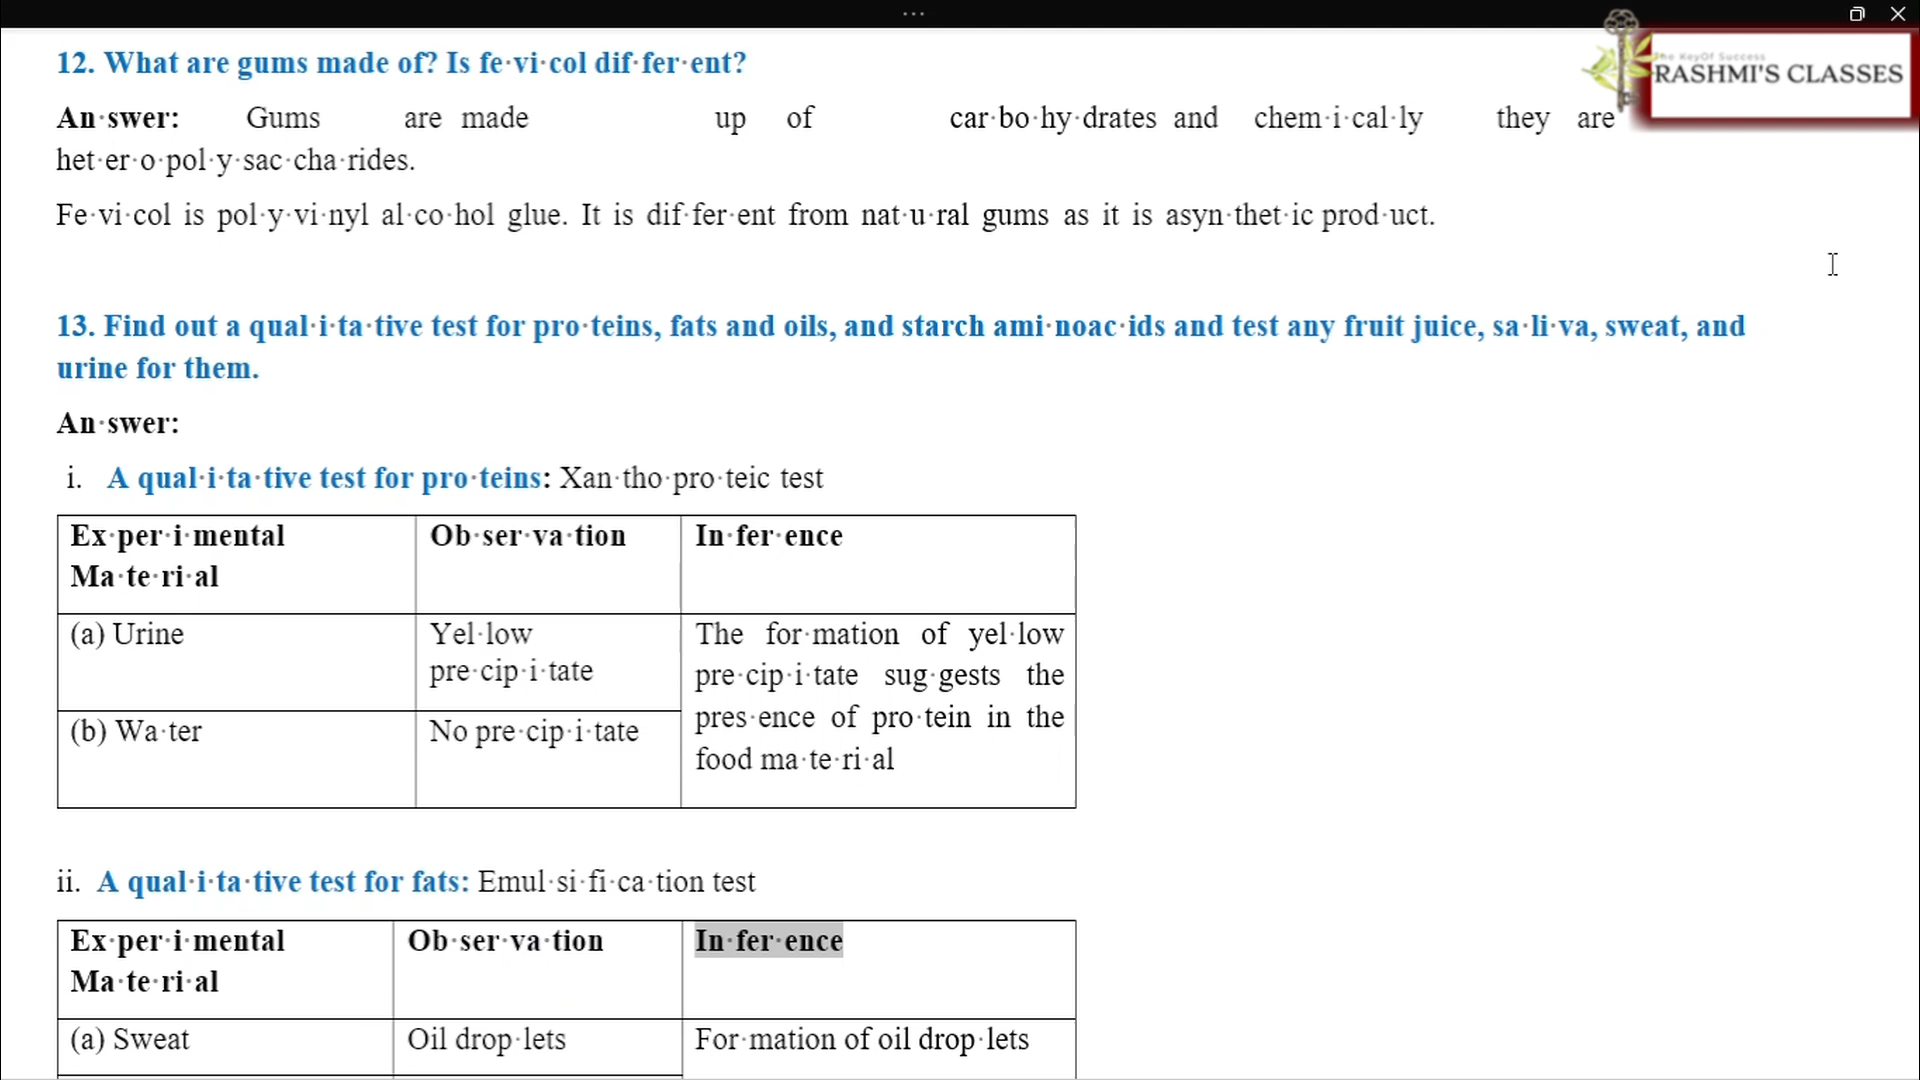 The KeyOf Success
RASHMI'S CLASSES
12. What are gums made of? Is fe·vi·col dif·fer·ent?
An·swer: Gums are made up of car·bo·hy·drates and chem·i·cal·ly they are
het·er·o·pol·y·sac·cha·rides.
Fe·vi·col is pol·y·vi·nyl al·co·hol glue. It is dif·fer·ent from nat·u·ral gums as it is asyn·thet·ic prod·uct.
13. Find out a qual·i·ta·tive test for pro·teins, fats and oils, and starch ami·noac·ids and test any fruit juice, sa·li·va, sweat, and
urine for them.
An·swer:
i. A qual·i·ta·tive test for pro·teins: Xan·tho·pro·teic test
Ex·per·i·mental
Ma·te·ri·al
Ob·ser·va·tion
In·fer·ence
(a) Urine
Yel·low
pre·cip·i·tate
The for·mation of yel·low
pre·cip·i·tate sug·gests the
pres·ence of pro·tein in the
food ma·te·ri·al
(b) Wa·ter
No pre·cip·i·tate
ii. A qual·i·ta·tive test for fats: Emul·si·fi·ca·tion test
Ex·per·i·mental
Ma·te·ri·al
Ob·ser·va·tion
In·fer·ence
(a) Sweat
Oil drop·lets
For·mation of oil drop·lets